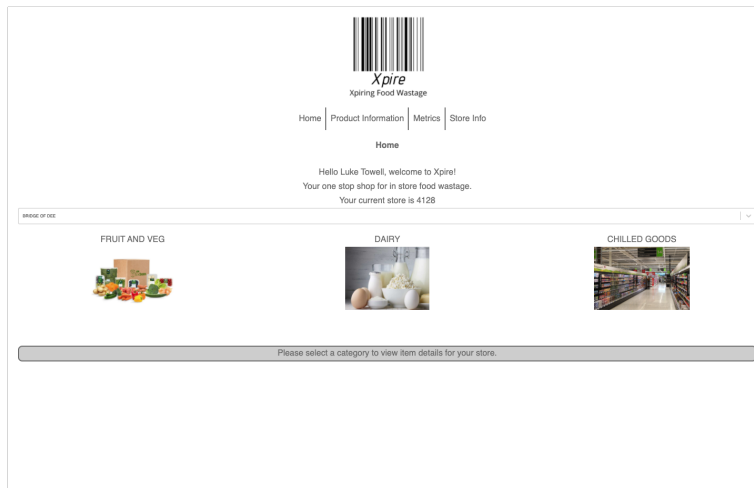 Xpire
Xpiring Food Wastage
Home Product Information Metrics Store Info
Home
Hello Luke Towell, welcome to Xpire!
Your one stop shop for in store food wastage.
Your current store is 4128
BRIDGE OF DEE
FRUIT AND VEG DAIRY CHILLED GOODS
Please select a category to view item details for your store.